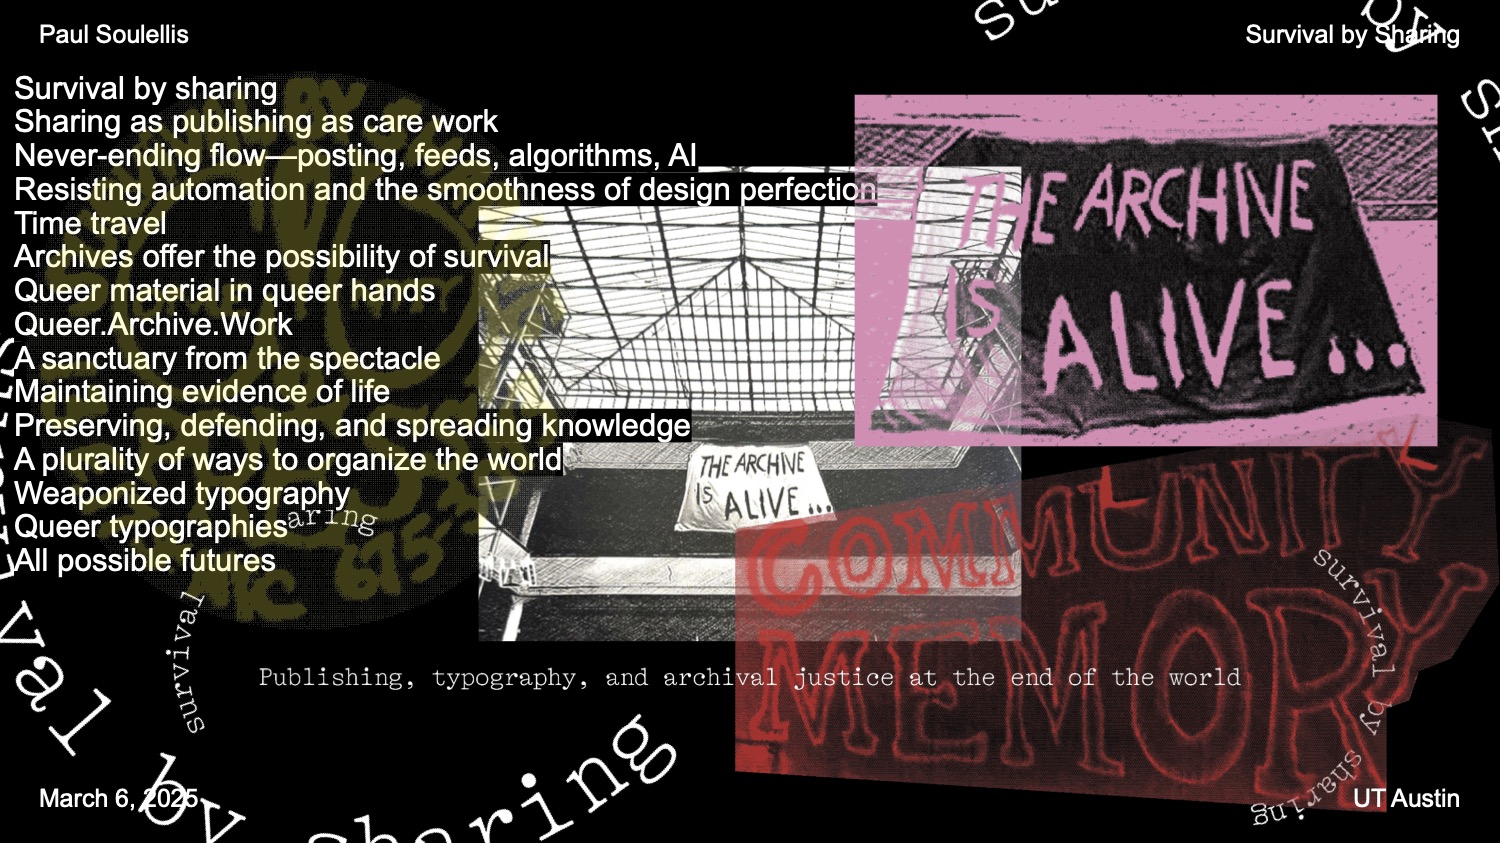 Paul Soulellis
Survival by Sharing
Survival by sharing
Sharing as publishing as care work
Never-ending flow—posting, feeds, algorithms, AI
Resisting automation and the smoothness of design perfection
Time travel
Archives offer the possibility of survival
Queer material in queer hands
Queer.Archive.Work
A sanctuary from the spectacle
Maintaining evidence of life
Preserving, defending, and spreading knowledge
A plurality of ways to organize the world
Weaponized typography
Queer typographies
All possible futures
THE ARCHIVE
IS ALIVE...
THE ARCHIVE
IS ALIVE...
COMMUNITY
MEMORY
aring
survival
survival by sharing
Publishing, typography, and archival justice at the end of the world
val by sharing
by
March 6, 2025
UT Austin